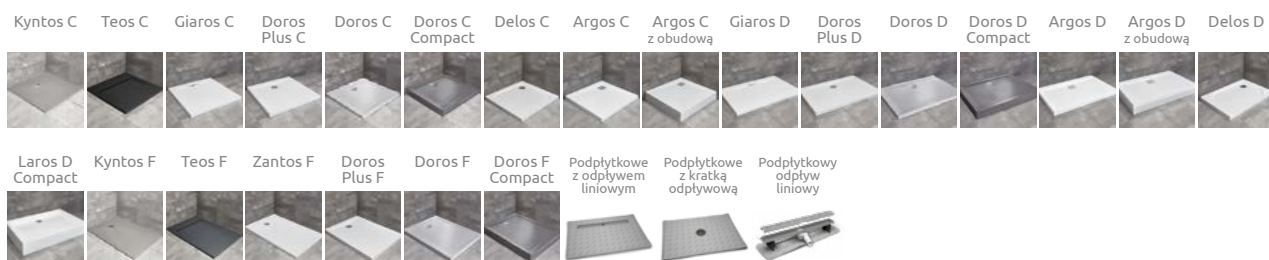 Kyntos C Teos C Giaros C Doros Doros C Doros C Delos C Argos C Argos C Giaros D Doros Doros D Doros D Argos D Argos D Delos D
Plus C Compact z obudową Plus D Compact z obudową
Laros D Kyntos F Teos F Zantos F Doros Doros F Doros F Podpłytkowe Podpłytkowe Podpłytkowy
Compact Plus F Compact z odpływem z kratką odpływ
liniowym odpływową liniowy